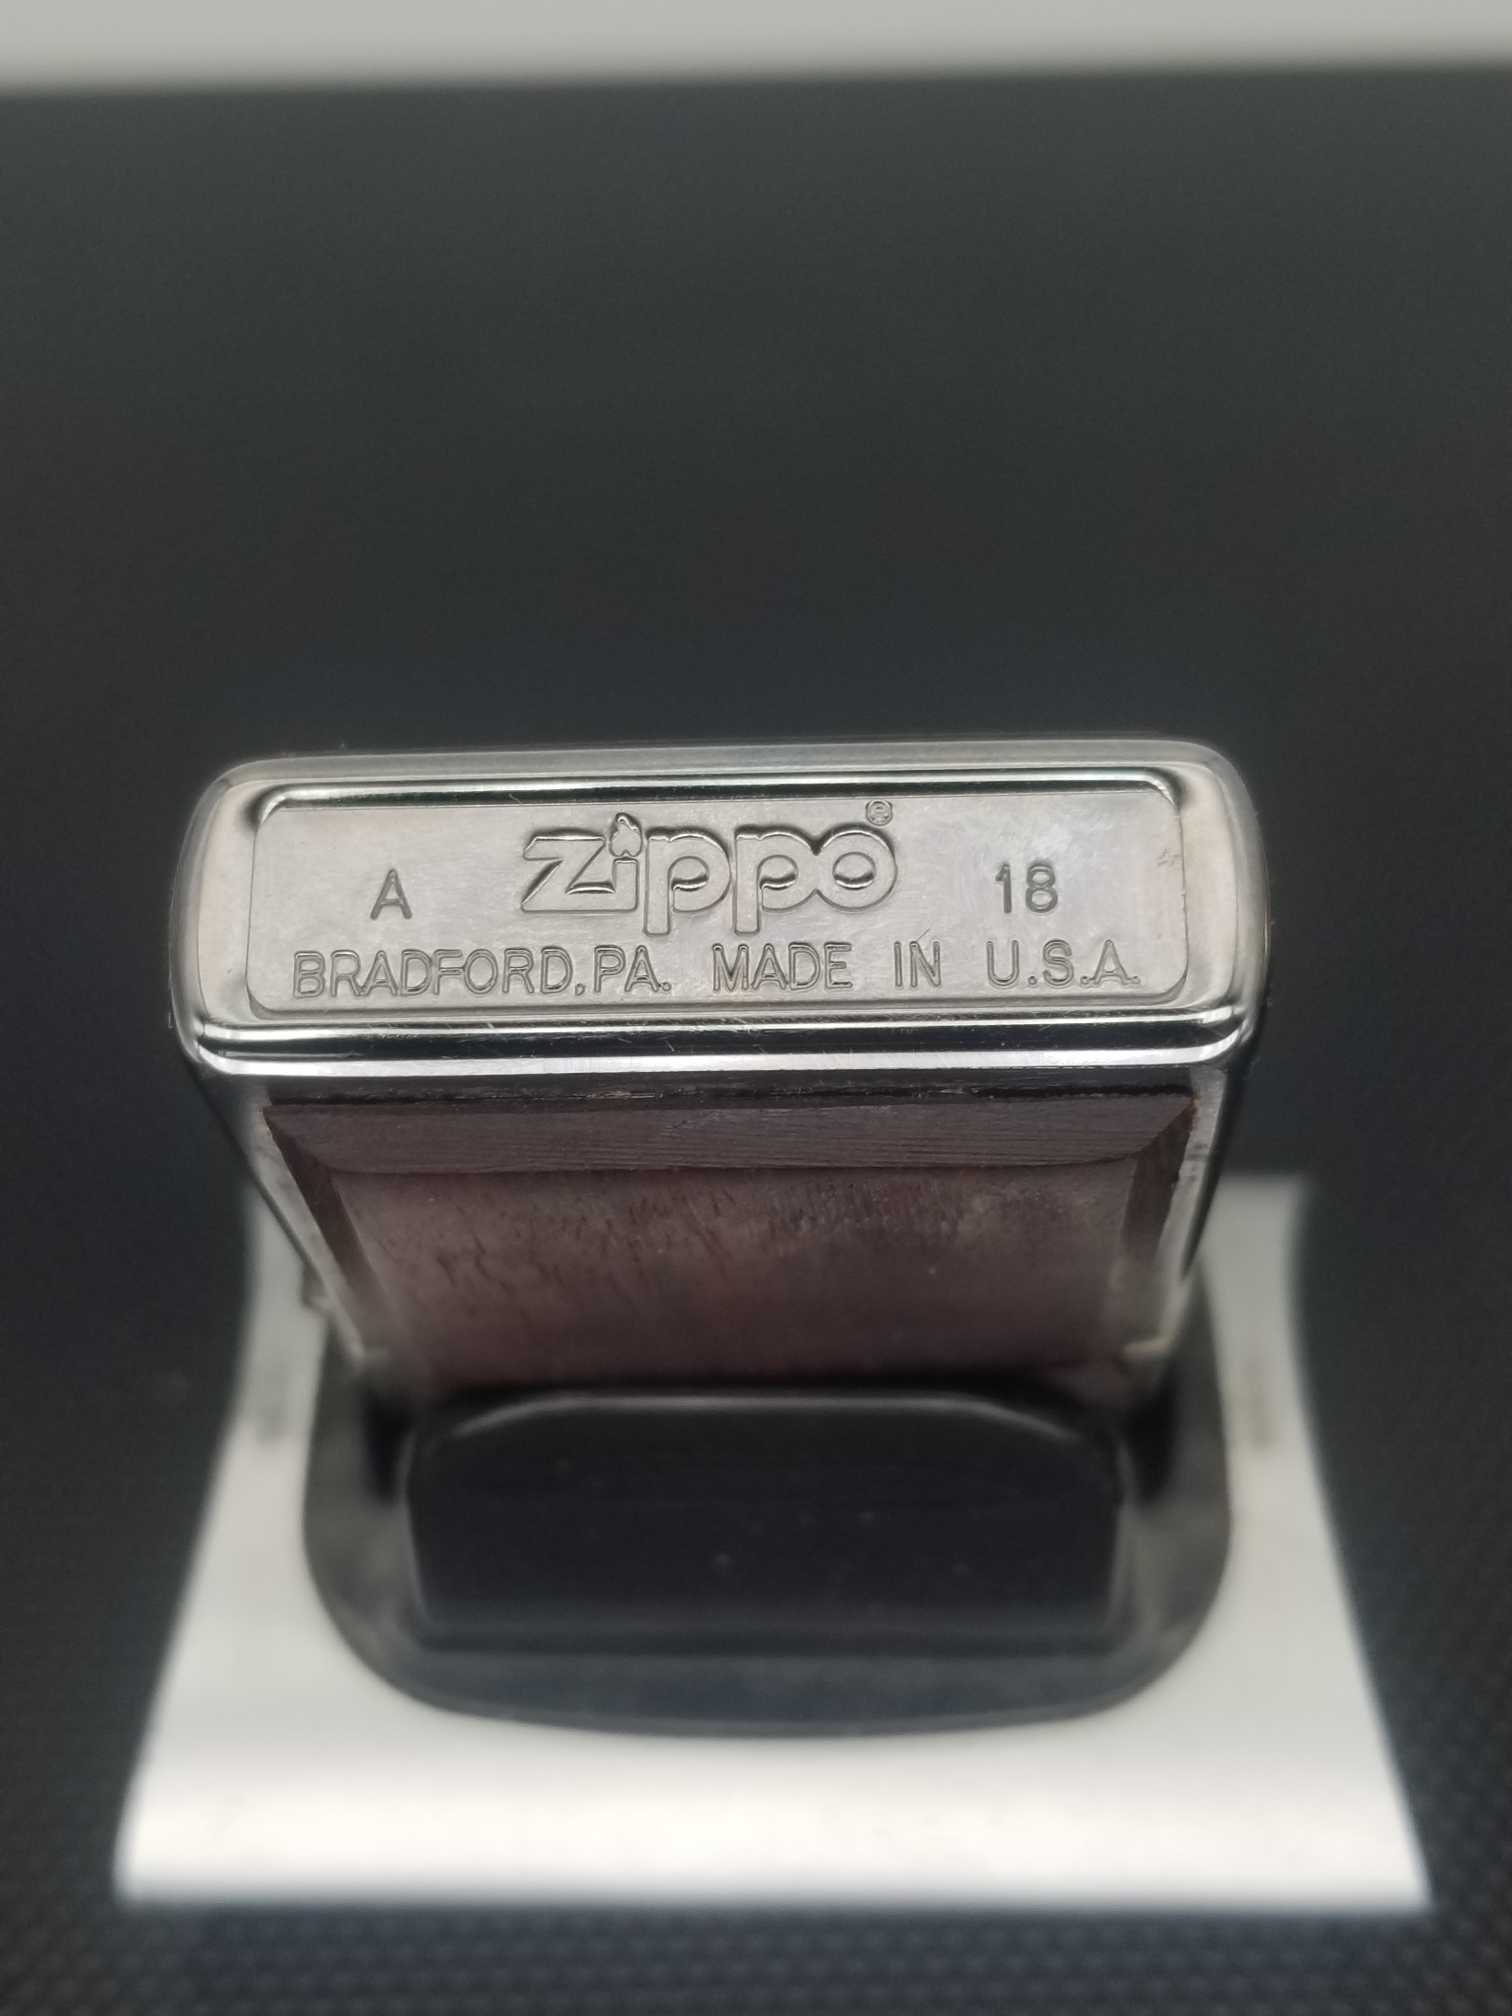 A zippo® 18
BRADFORD,PA. MADE IN U.S.A.